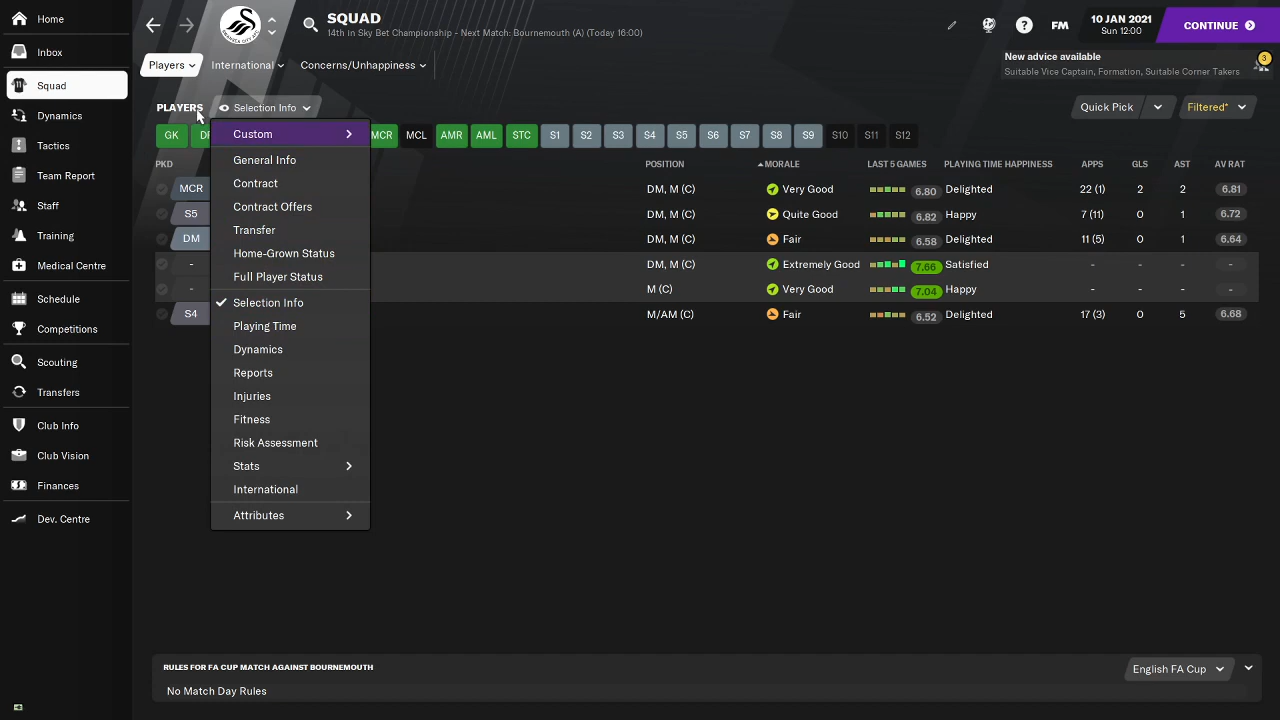 Home
Inbox
Squad
Dynamics
Tactics
Team Report
Staff
Training
Medical Centre
Schedule
Competitions
Scouting
Transfers
Club Info
Club Vision
Finances
Dev. Centre
SQUAD
14th in Sky Bet Championship - Next Match: Bournemouth (A) (Today 16:00)
FM
10 JAN 2021
Sun 12:00
CONTINUE
Players
International
Concerns/Unhappiness
New advice available
Suitable Vice Captain, Formation, Suitable Corner Takers
3
PLAYERS
Selection Info
Quick Pick
Filtered*
GK
MCR MCL AMR AML STC S1 S2 S3 S4 S5 S6 S7 S8 S9 S10 S11 S12
PKD POSITION MORALE LAST 5 GAMES PLAYING TIME HAPPINESS APPS GLS AST AV RAT
MCR DM, M (C) Very Good 6.80 Delighted 22 (1) 2 2 6.81
S5 DM, M (C) Quite Good 6.82 Happy 7 (11) 0 1 6.72
DM DM, M (C) Fair 6.58 Delighted 11 (5) 0 1 6.64
- DM, M (C) Extremely Good 7.66 Satisfied - - - -
- M (C) Very Good 7.04 Happy - - - -
S4 M/AM (C) Fair 6.52 Delighted 17 (3) 0 5 6.68
Custom
General Info
Contract
Contract Offers
Transfer
Home-Grown Status
Full Player Status
Selection Info
Playing Time
Dynamics
Reports
Injuries
Fitness
Risk Assessment
Stats
International
Attributes
RULES FOR FA CUP MATCH AGAINST BOURNEMOUTH
English FA Cup
No Match Day Rules